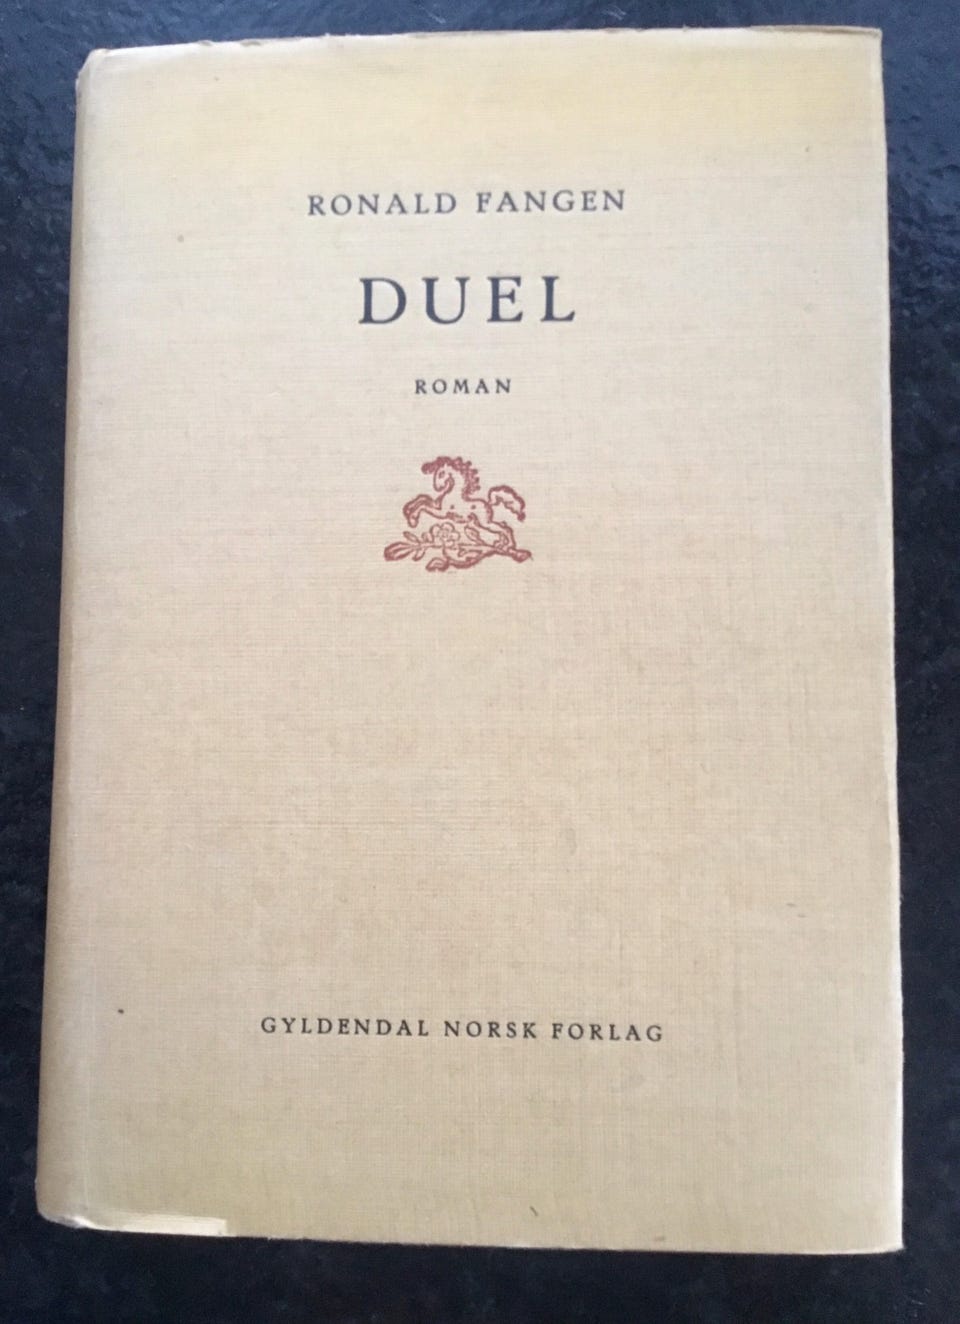 RONALD FANGEN
DUEL
ROMAN
GYLDENDAL NORSK FORLAG